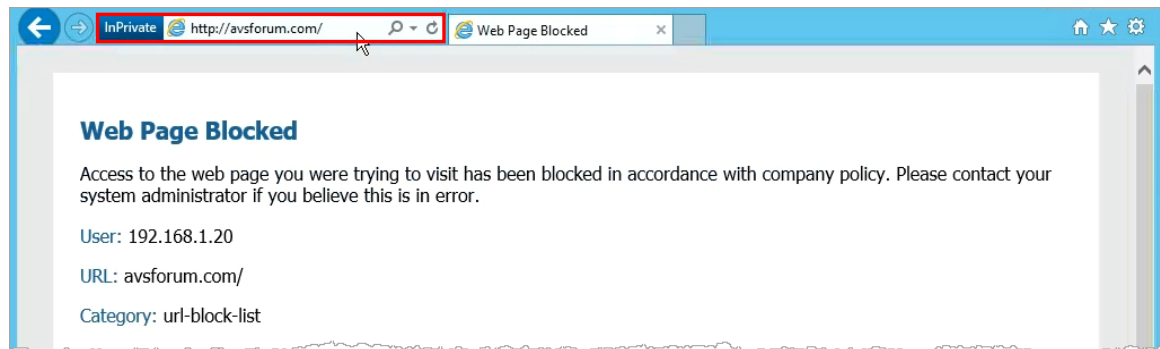 InPrivate http://avsforum.com/ Web Page Blocked
Web Page Blocked
Access to the web page you were trying to visit has been blocked in accordance with company policy. Please contact your
system administrator if you believe this is in error.
User: 192.168.1.20
URL: avsforum.com/
Category: url-block-list